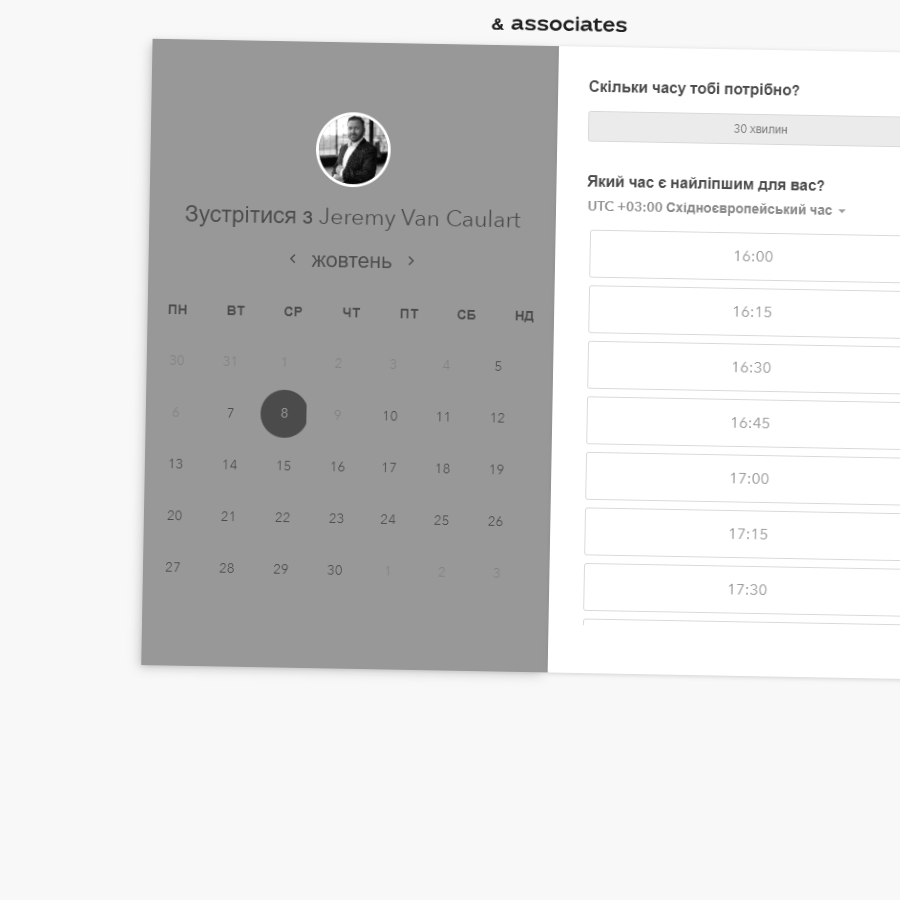 & associates
Зустрітися з Jeremy Van Caulart
жовтень
ПН ВТ СР ЧТ ПТ СБ НД
30 31 1 2 3 4 5
6 7 8 9 10 11 12
13 14 15 16 17 18 19
20 21 22 23 24 25 26
27 28 29 30 1 2 3
Скільки часу тобі потрібно?
30 хвилин
Який час є найліпшим для вас?
UTC +03:00 Східноєвропейський час
16:00
16:15
16:30
16:45
17:00
17:15
17:30